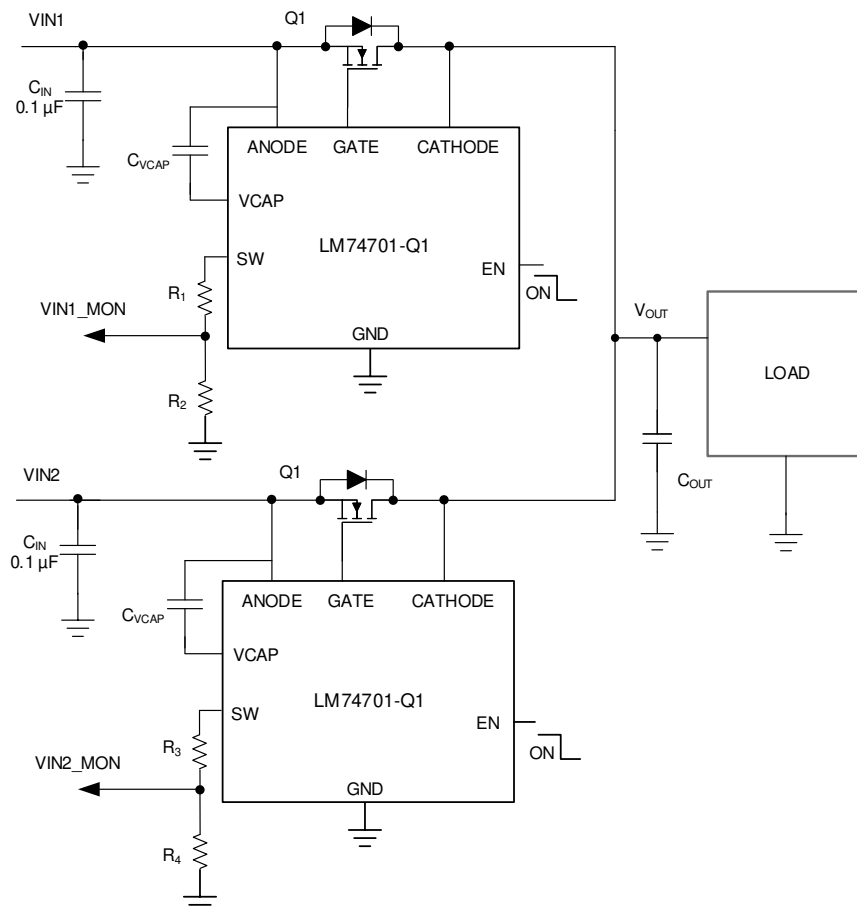 VIN1
Q1
CIN
0.1 µF
CVCAP
ANODE
GATE
CATHODE
VCAP
LM74701-Q1
SW
EN
ON
R1
VIN1_MON
GND
R2
VOUT
LOAD
COUT
VIN2
Q1
CIN
0.1 µF
CVCAP
ANODE
GATE
CATHODE
VCAP
LM74701-Q1
SW
EN
ON
R3
VIN2_MON
GND
R4